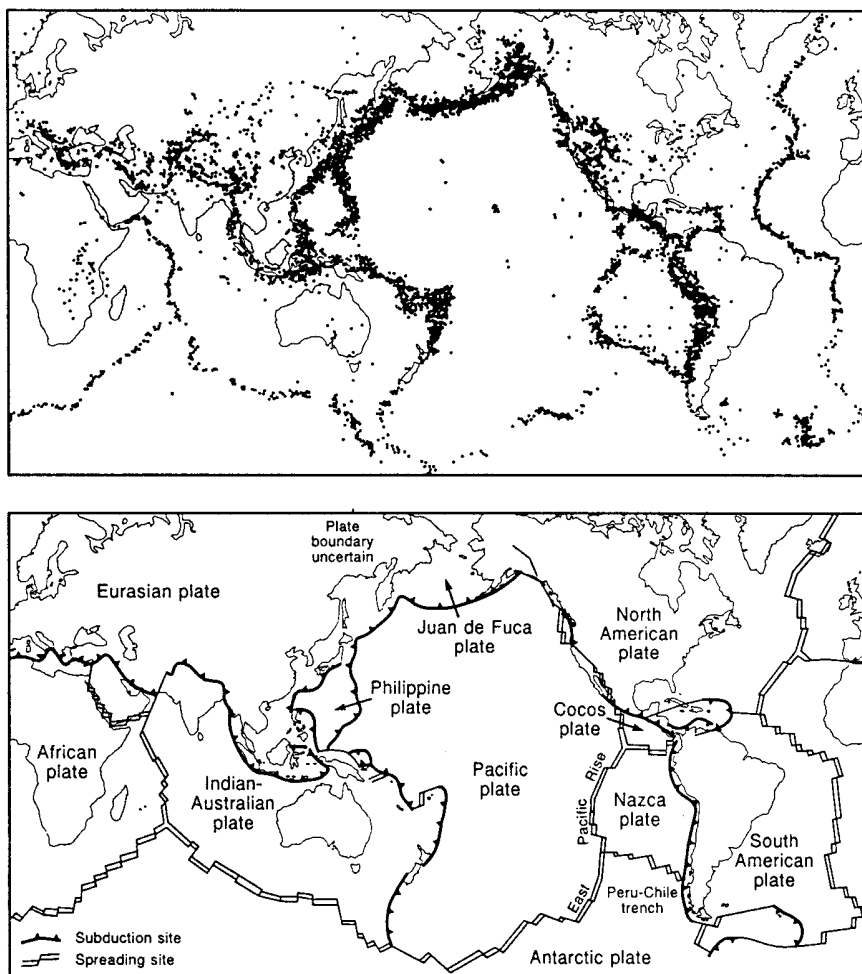 Plate
boundary
uncertain
Eurasian plate
Juan de Fuca
plate
North
American
plate
Philippine
plate
Cocos
plate
African
plate
Indian-
Australian
plate
Pacific
plate
East Pacific Rise
Nazca
plate
South
American
plate
Peru-Chile
trench
Antarctic plate
Subduction site
Spreading site